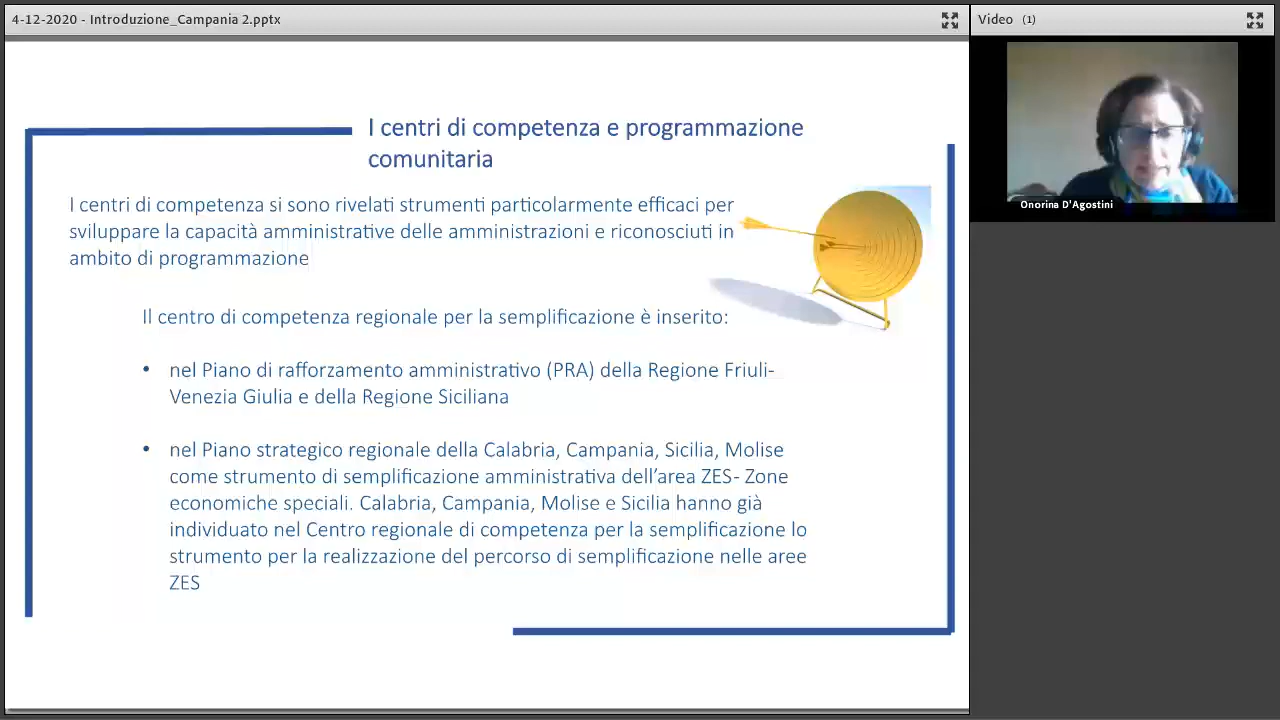 4-12-2020 - Introduzione_Campania 2.pptx
Video (1)
Onorina D'Agostini
I centri di competenza e programmazione
comunitaria
I centri di competenza si sono rivelati strumenti particolarmente efficaci per
sviluppare la capacità amministrative delle amministrazioni e riconosciuti in
ambito di programmazione
Il centro di competenza regionale per la semplificazione è inserito:
• nel Piano di rafforzamento amministrativo (PRA) della Regione Friuli-
Venezia Giulia e della Regione Siciliana
• nel Piano strategico regionale della Calabria, Campania, Sicilia, Molise
come strumento di semplificazione amministrativa dell’area ZES- Zone
economiche speciali. Calabria, Campania, Molise e Sicilia hanno già
individuato nel Centro regionale di competenza per la semplificazione lo
strumento per la realizzazione del percorso di semplificazione nelle aree
ZES